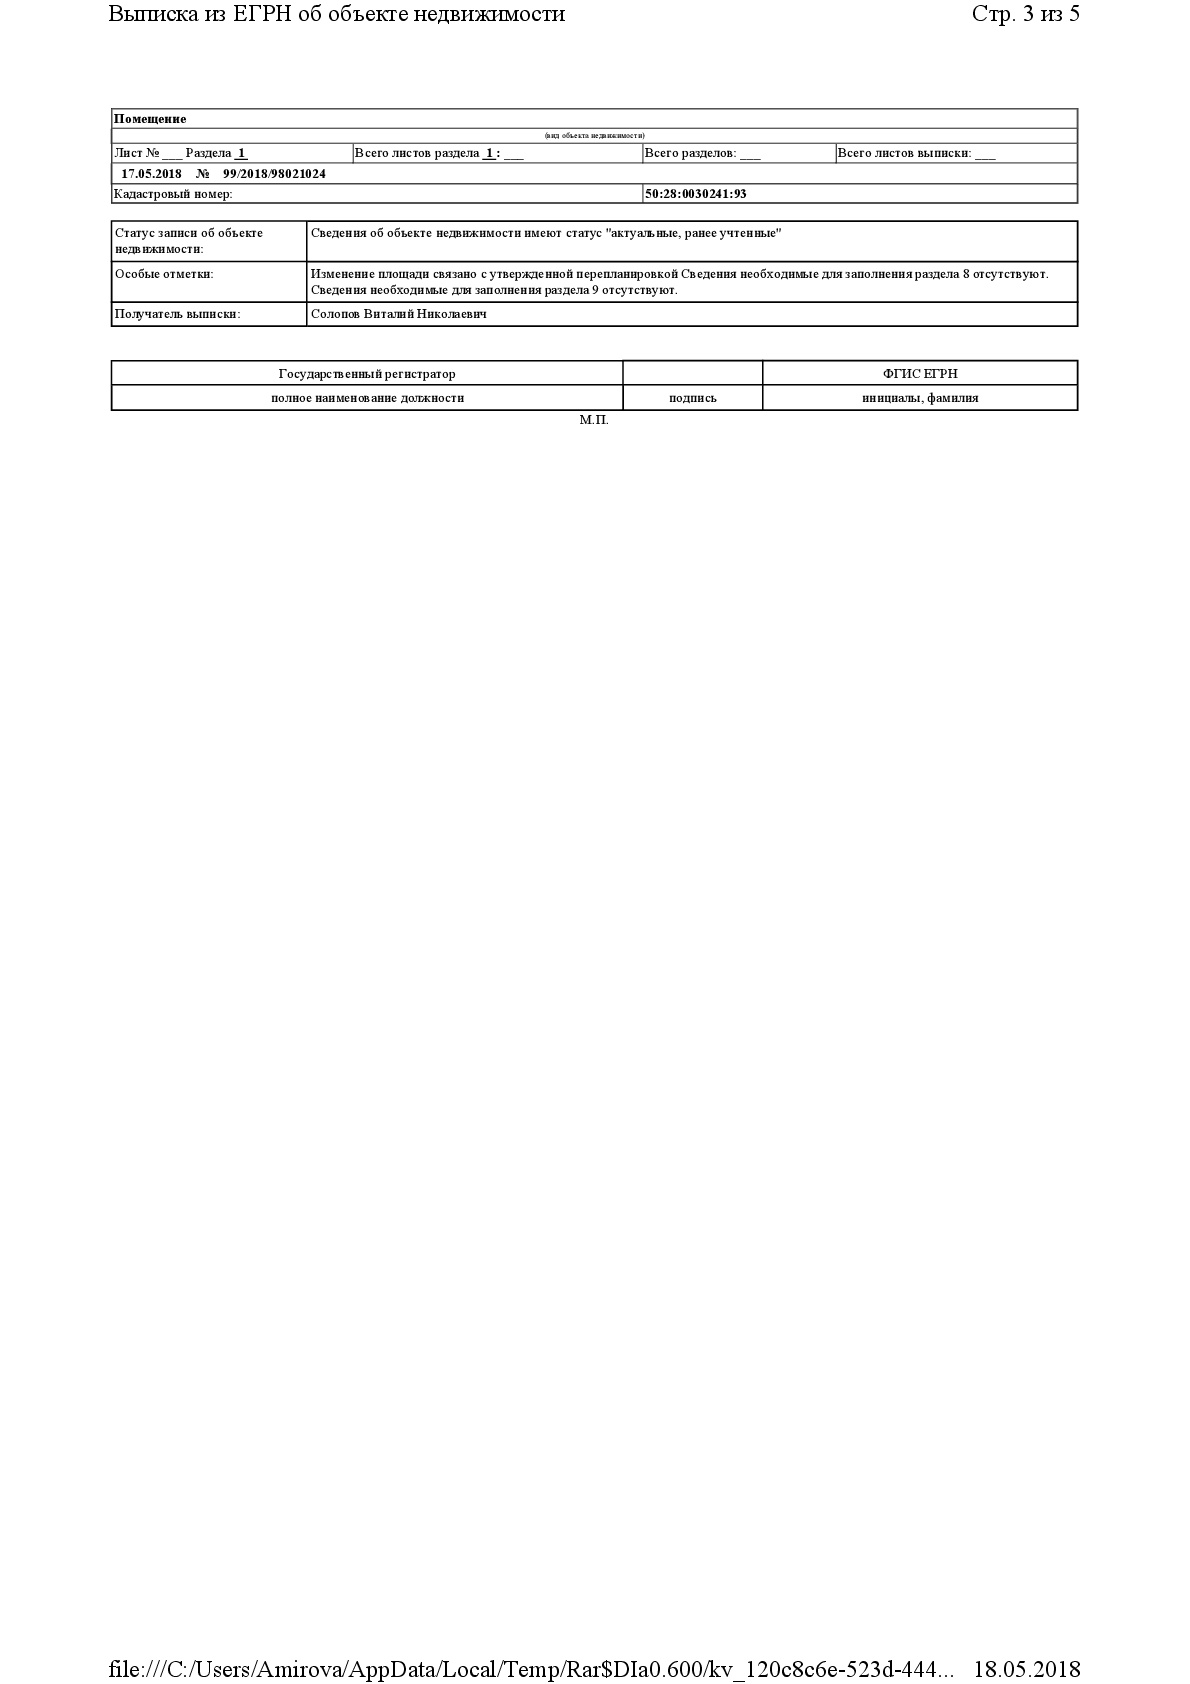 Выписка из ЕГРН об объекте недвижимости Стр. 3 из 5
Помещение
(вид объекта недвижимости)
Лист № ___ Раздела 1 Всего листов раздела 1 : ___ Всего разделов: ___ Всего листов выписки: ___
17.05.2018 № 99/2018/98021024
Кадастровый номер: 50:28:0030241:93
Статус записи об объекте недвижимости: Сведения об объекте недвижимости имеют статус "актуальные, ранее учтенные"
Особые отметки: Изменение площади связано с утвержденной перепланировкой Сведения необходимые для заполнения раздела 8 отсутствуют.
Сведения необходимые для заполнения раздела 9 отсутствуют.
Получатель выписки: Солопов Виталий Николаевич
Государственный регистратор ФГИС ЕГРН
полное наименование должности подпись инициалы, фамилия
М.П.
file:///C:/Users/Amirova/AppData/Local/Temp/Rar$DIa0.600/kv_120c8c6e-523d-444... 18.05.2018